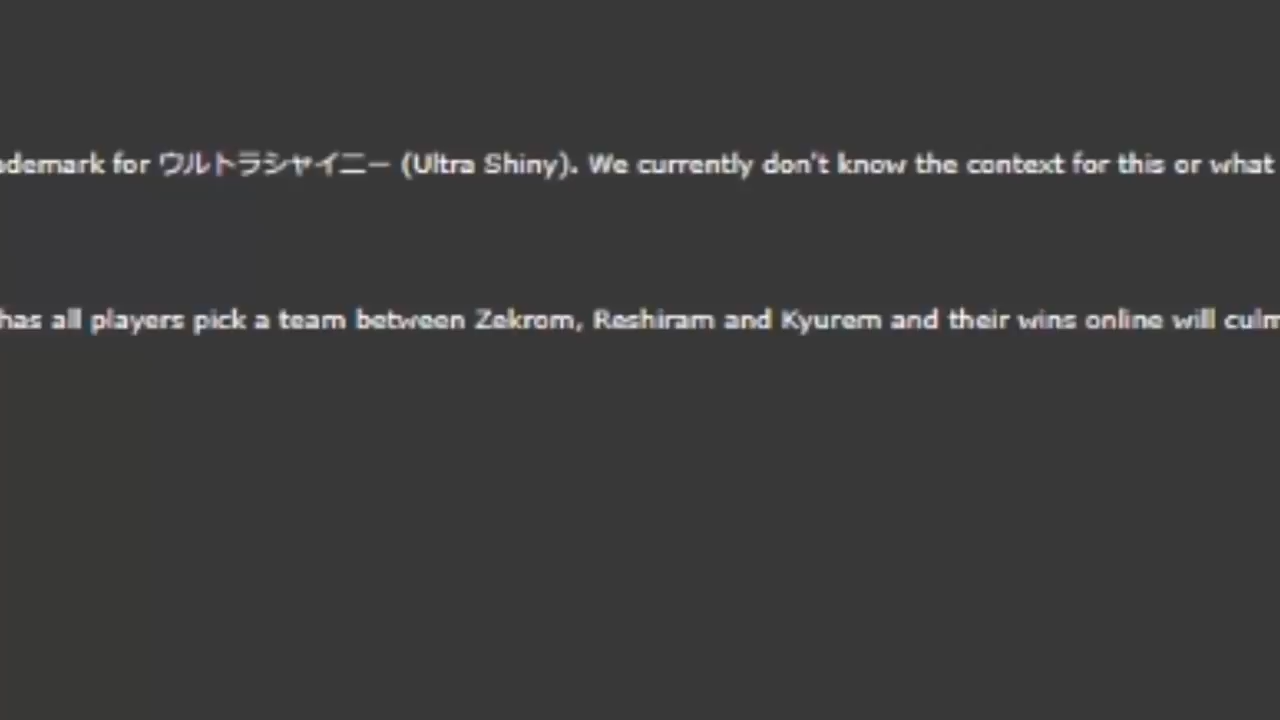 ademark for ウルトラシャイニー (Ultra Shiny). We currently don't know the context for this or what
has all players pick a team between Zekrom, Reshiram and Kyurem and their wins online will culm